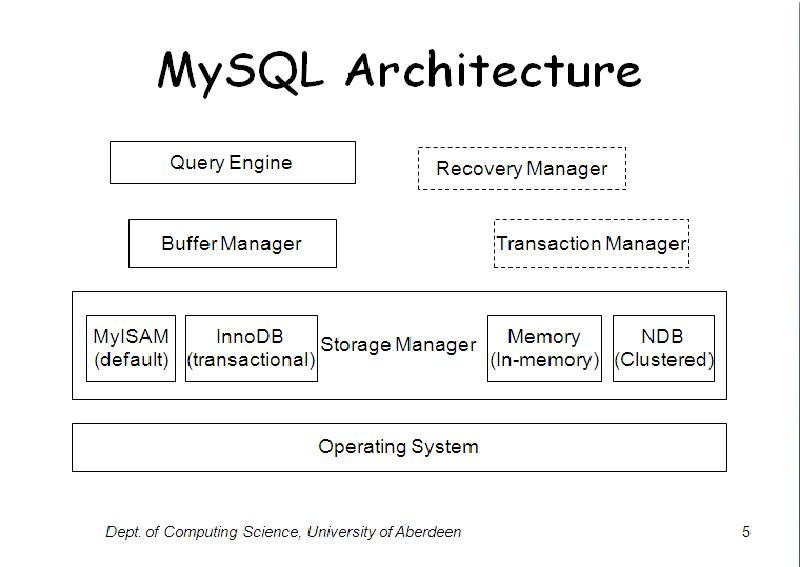 MySQL Architecture
Query Engine
Recovery Manager
Buffer Manager
Transaction Manager
MyISAM
(default)
InnoDB
(transactional)
Storage Manager
Memory
(In-memory)
NDB
(Clustered)
Operating System
Dept. of Computing Science, University of Aberdeen
5